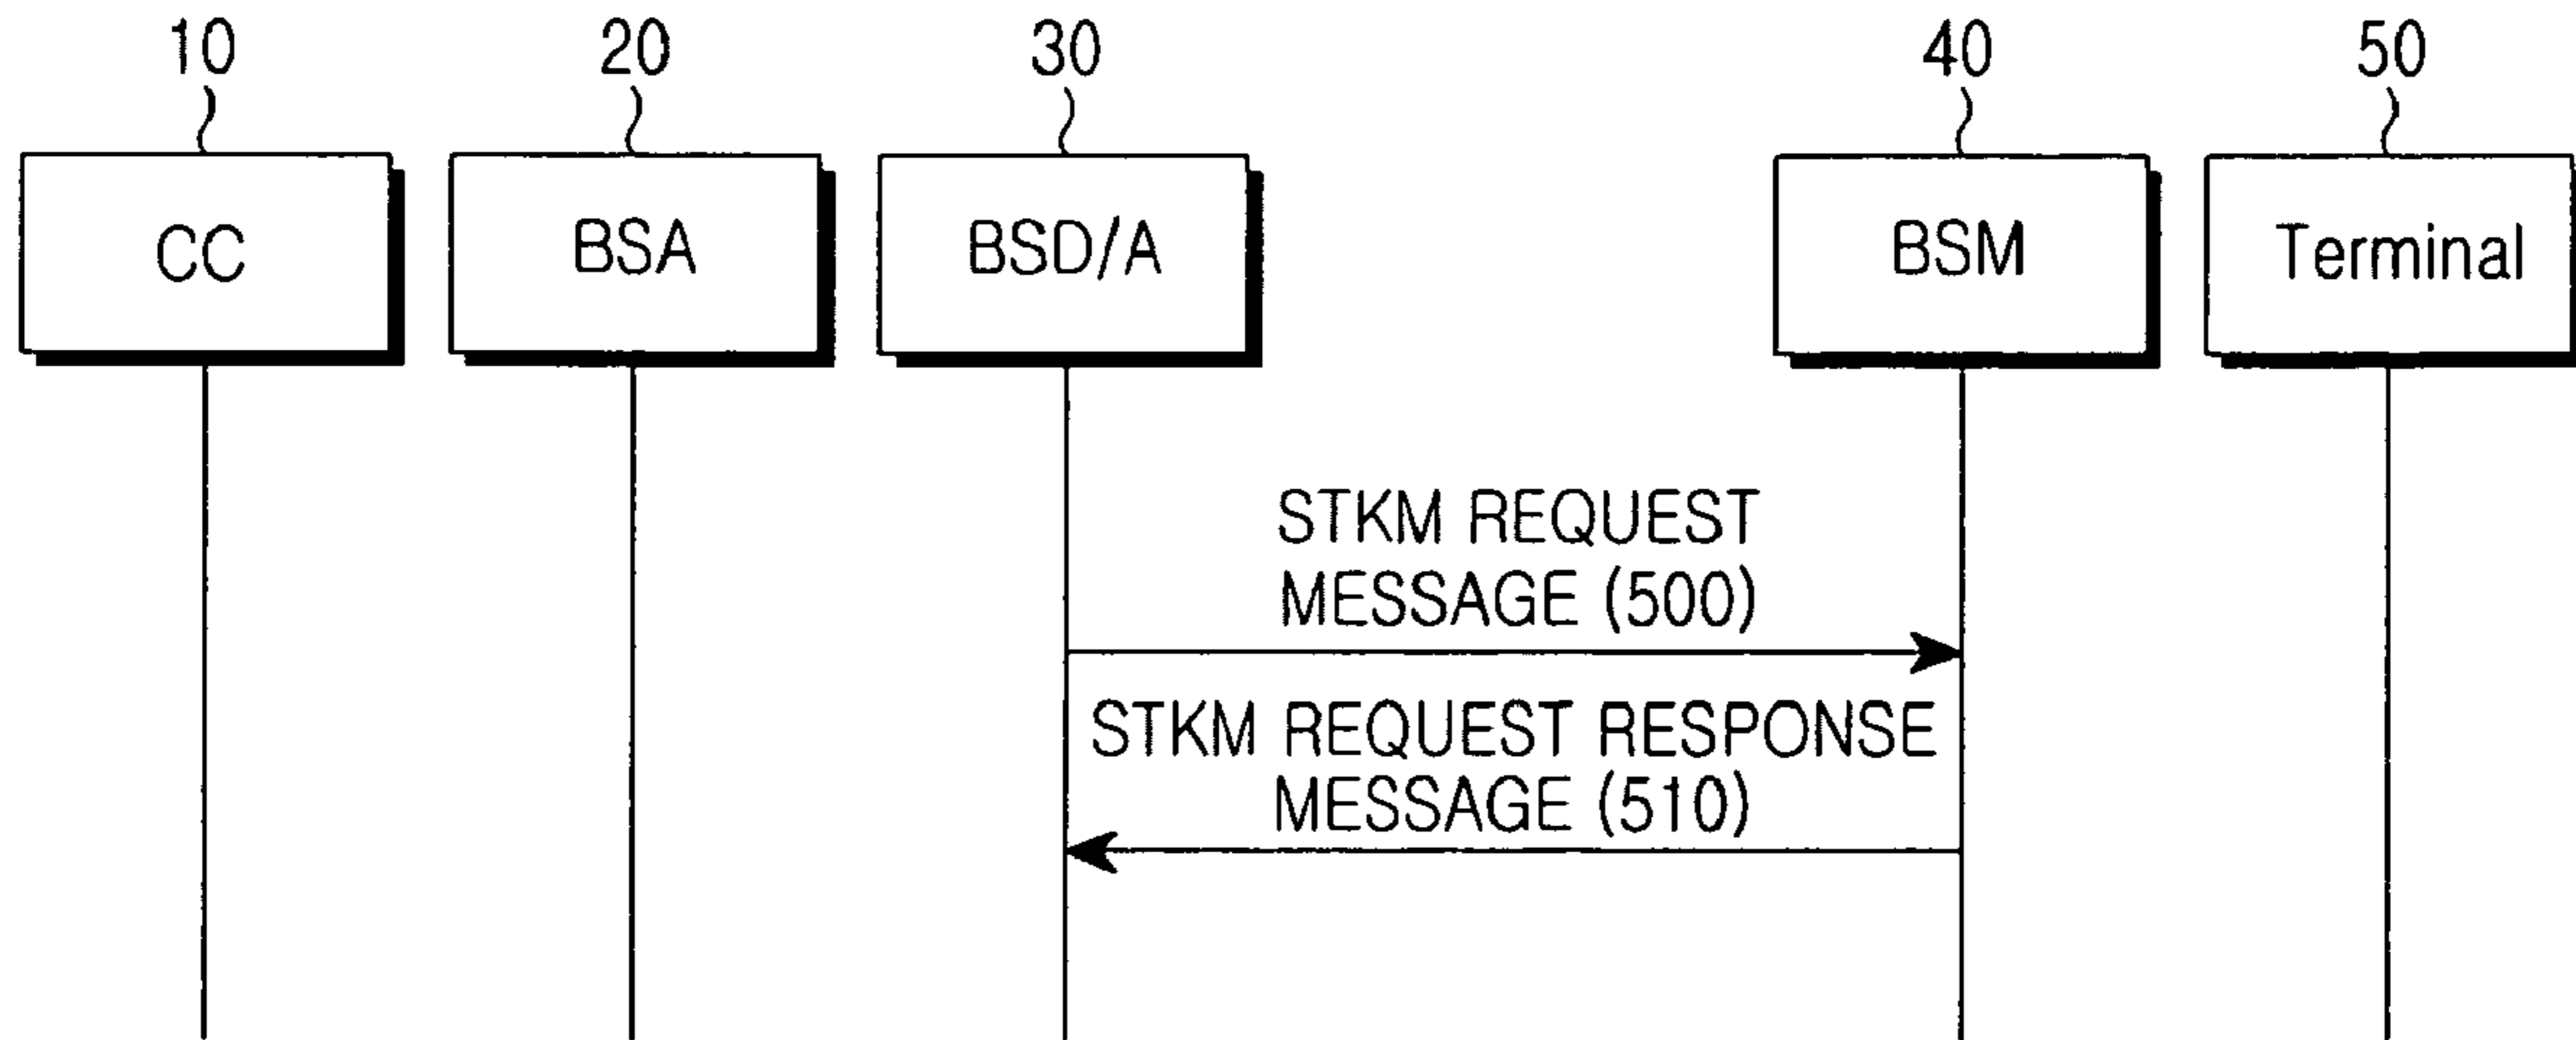 10
20
30
40
50
CC
BSA
BSD/A
BSM
Terminal
STKM REQUEST
MESSAGE (500)
STKM REQUEST RESPONSE
MESSAGE (510)